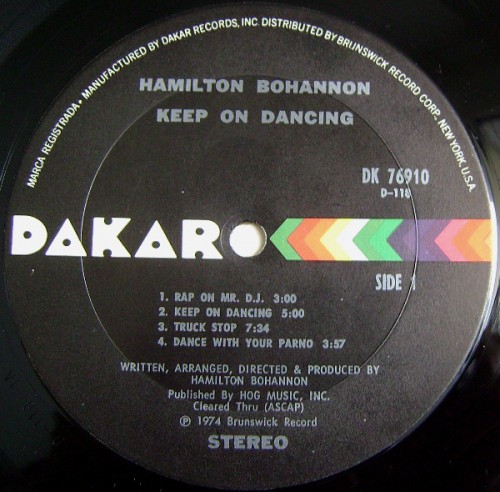 MARCA REGISTRADA • MANUFACTURED BY DAKAR RECORDS, INC. DISTRIBUTED BY BRUNSWICK RECORD CORP. NEW YORK, U.S.A.
HAMILTON BOHANNON
KEEP ON DANCING
DK 76910
D-118
DAKAR
SIDE 1
1. RAP ON MR. D.J. 3:00
2. KEEP ON DANCING 5:00
3. TRUCK STOP 7:34
4. DANCE WITH YOUR PARNO 3:57
WRITTEN, ARRANGED, DIRECTED & PRODUCED BY
HAMILTON BOHANNON
Published By HOG MUSIC, INC.
Cleared Thru (ASCAP)
℗ 1974 Brunswick Record
STEREO